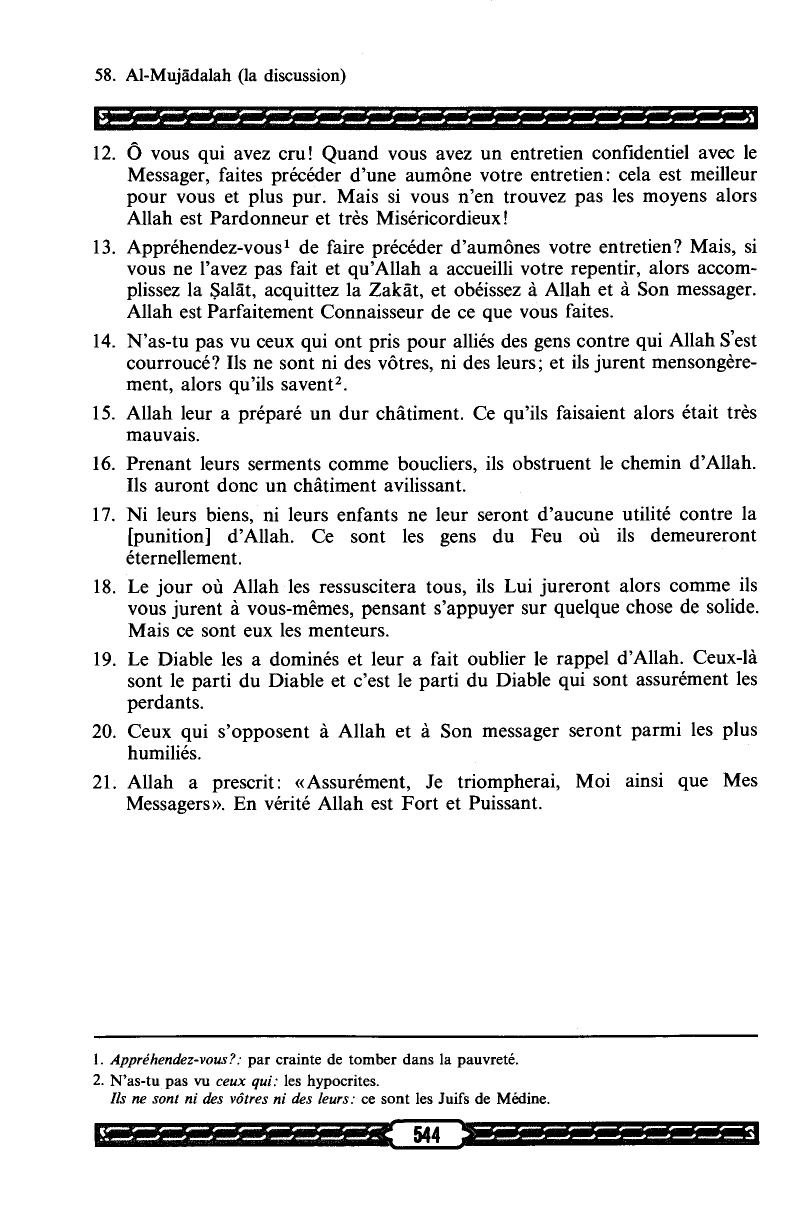 58. Al-Mujādalah (la discussion)
12. Ô vous qui avez cru! Quand vous avez un entretien confidentiel avec le
Messager, faites précéder d'une aumône votre entretien: cela est meilleur
pour vous et plus pur. Mais si vous n'en trouvez pas les moyens alors
Allah est Pardonneur et très Miséricordieux!
13. Appréhendez-vous¹ de faire précéder d'aumônes votre entretien? Mais, si
vous ne l'avez pas fait et qu'Allah a accueilli votre repentir, alors accom-
plissez la Ṣalāt, acquittez la Zakāt, et obéissez à Allah et à Son messager.
Allah est Parfaitement Connaisseur de ce que vous faites.
14. N'as-tu pas vu ceux qui ont pris pour alliés des gens contre qui Allah S'est
courroucé? Ils ne sont ni des vôtres, ni des leurs; et ils jurent mensongère-
ment, alors qu'ils savent².
15. Allah leur a préparé un dur châtiment. Ce qu'ils faisaient alors était très
mauvais.
16. Prenant leurs serments comme boucliers, ils obstruent le chemin d'Allah.
Ils auront donc un châtiment avilissant.
17. Ni leurs biens, ni leurs enfants ne leur seront d'aucune utilité contre la
[punition] d'Allah. Ce sont les gens du Feu où ils demeureront
éternellement.
18. Le jour où Allah les ressuscitera tous, ils Lui jureront alors comme ils
vous jurent à vous-mêmes, pensant s'appuyer sur quelque chose de solide.
Mais ce sont eux les menteurs.
19. Le Diable les a dominés et leur a fait oublier le rappel d'Allah. Ceux-là
sont le parti du Diable et c'est le parti du Diable qui sont assurément les
perdants.
20. Ceux qui s'opposent à Allah et à Son messager seront parmi les plus
humiliés.
21. Allah a prescrit: «Assurément, Je triompherai, Moi ainsi que Mes
Messagers». En vérité Allah est Fort et Puissant.
1. Appréhendez-vous?: par crainte de tomber dans la pauvreté.
2. N'as-tu pas vu ceux qui: les hypocrites.
Ils ne sont ni des vôtres ni des leurs: ce sont les Juifs de Médine.
544